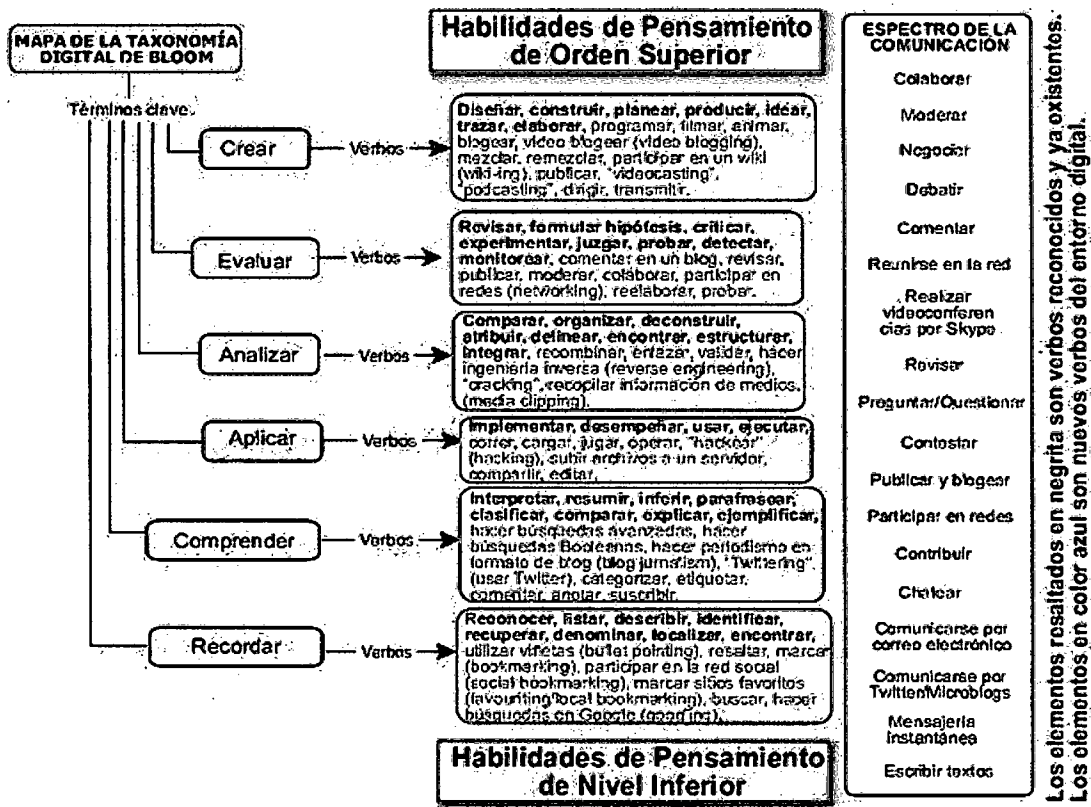 MAPA DE LA TAXONOMÍA
DIGITAL DE BLOOM
Términos clave
Habilidades de Pensamiento
de Orden Superior
Crear
Verbos
Diseñar, construir, planear, producir, idear,
trazar, elaborar, programar, filmar, animar,
blogear, video blogear (video blogging),
mezclar, remezclar, participar en un wiki
(wiki-ing), publicar, "videocasting",
"podcasting", dirigir, transmitir.
Evaluar
Verbos
Revisar, formular hipótesis, criticar,
experimentar, juzgar, probar, detectar,
monitorear, comentar en un blog, revisar,
publicar, moderar, colaborar, participar en
redes (networking), reelaborar, probar.
Analizar
Verbos
Comparar, organizar, deconstruir,
atribuir, delinear, encontrar, estructurar,
integrar, recombinar, enlazar, validar, hacer
ingeniería inversa (reverse engineering),
"cracking", recopilar información de medios
(media clipping).
Aplicar
Verbos
Implementar, desempeñar, usar, ejecutar,
correr, cargar, jugar, operar, "hackear"
(hacking), subir archivos a un servidor,
compartir, editar.
Comprender
Verbos
Interpretar, resumir, inferir, parafrasear,
clasificar, comparar, explicar, ejemplificar,
hacer búsquedas avanzadas, hacer
búsquedas Booleanas, hacer periodismo en
formato de blog (blog jurnalism), "Twittering"
(usar Twitter), categorizar, etiquetar,
comentar, anotar, suscribir.
Recordar
Verbos
Reconocer, listar, describir, identificar,
recuperar, denominar, localizar, encontrar,
utilizar viñetas (bullet pointing), resaltar, marcar
(bookmarking), participar en la red social
(social bookmarking), marcar sitios favoritos
(favouriting/local bookmarking), buscar, hacer
búsquedas en Google (googling).
Habilidades de Pensamiento
de Nivel Inferior
ESPECTRO DE LA
COMUNICACIÓN
Colaborar
Moderar
Negociar
Debatir
Comentar
Reunirse en la red
Realizar
videoconferen
cias por Skype
Revisar
Preguntar/Questionar
Contestar
Publicar y blogear
Participar en redes
Contribuir
Chatear
Comunicarse por
correo electrónico
Comunicarse por
Twitter/Microblogs
Mensajería
Instantánea
Escribir textos
Los elementos resaltados en negrita son verbos reconocidos y ya existentes.
Los elementos en color azul son nuevos verbos del entorno digital.